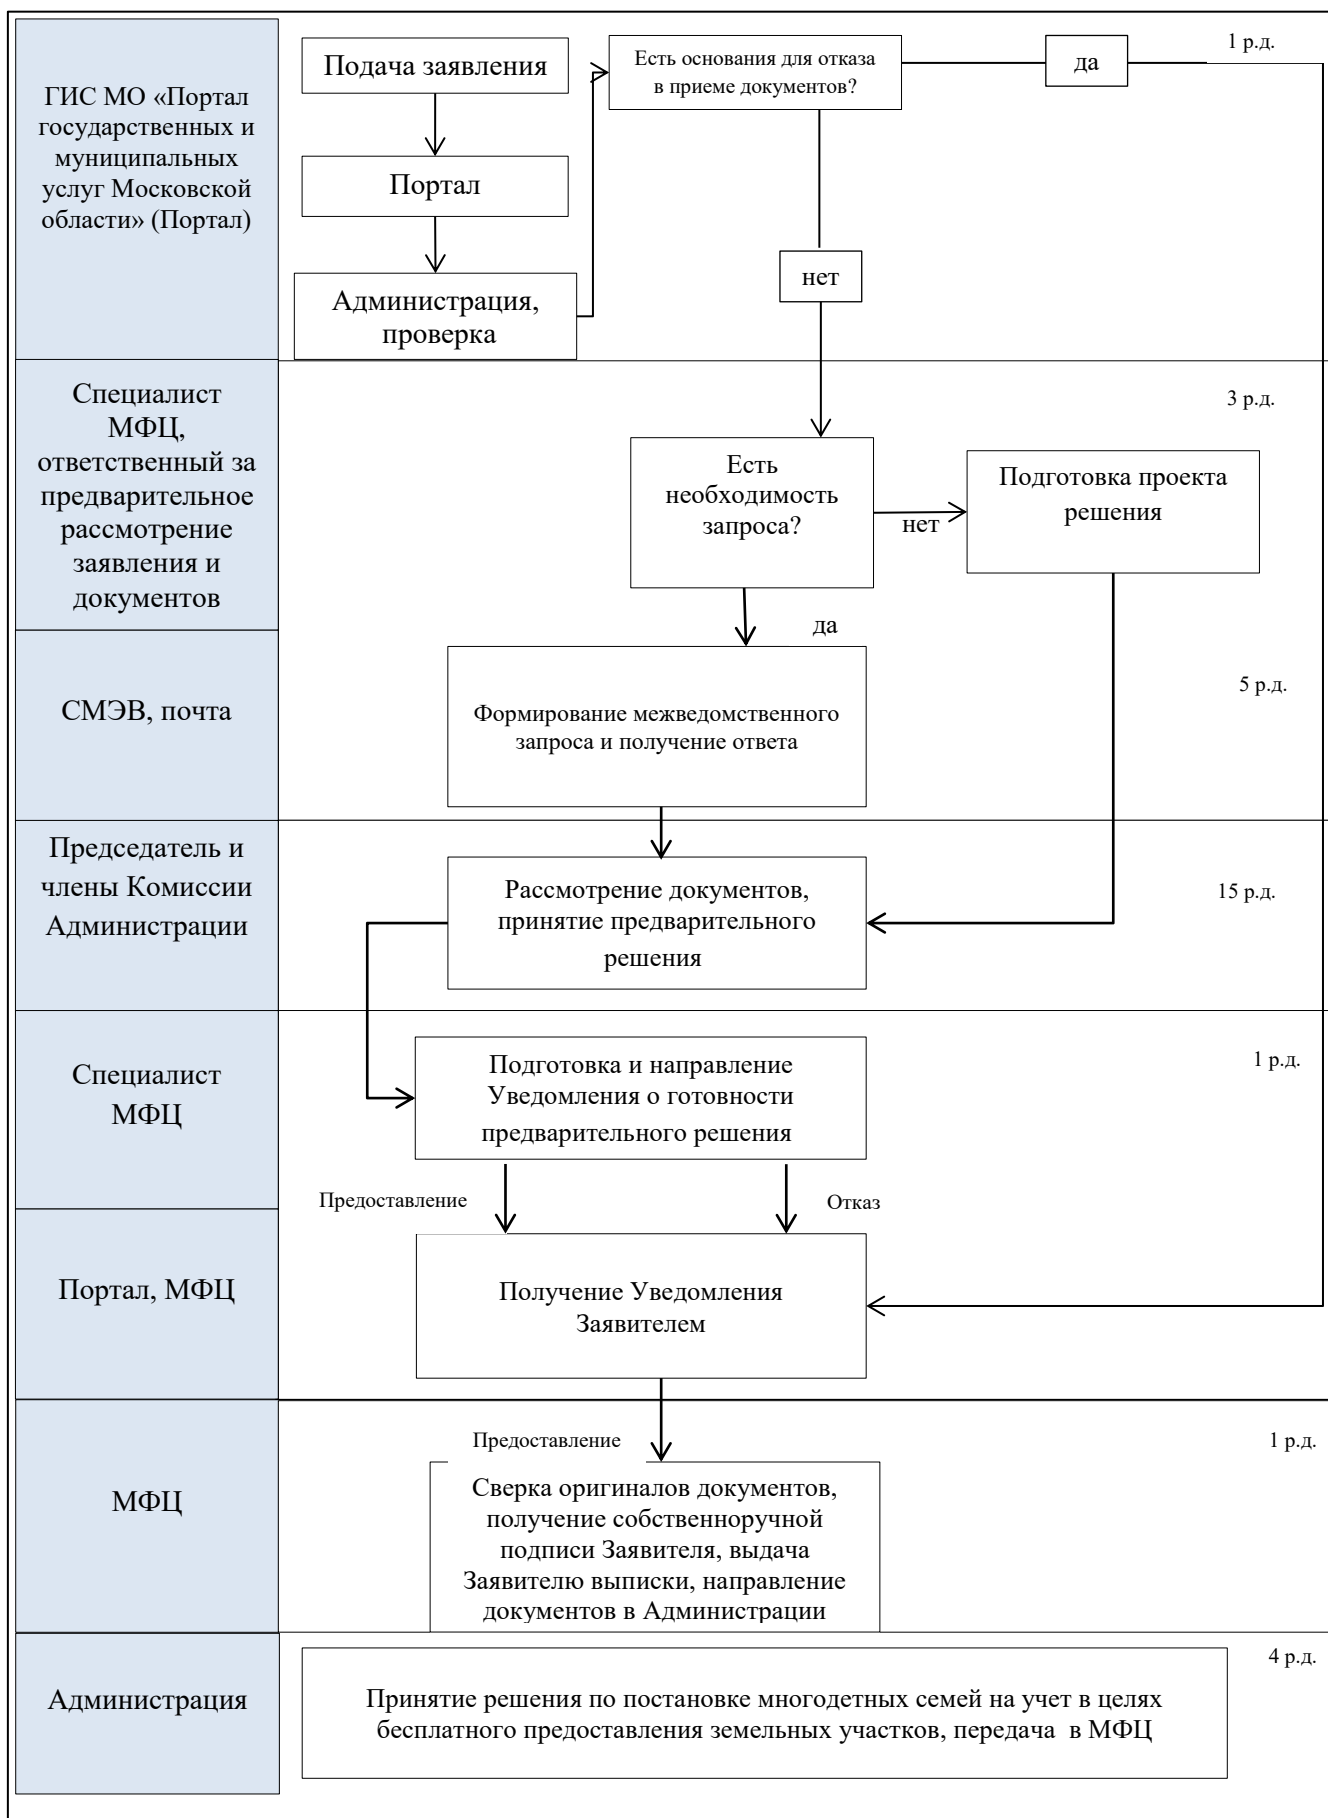 ГИС МО «Портал
государственных и
муниципальных
услуг Московской
области» (Портал)
Подача заявления
Портал
Администрация,
проверка
Есть основания для отказа
в приеме документов?
да
1 р.д.
нет
Специалист
МФЦ,
ответственный за
предварительное
рассмотрение
заявления и
документов
3 р.д.
Есть
необходимость
запроса?
нет
Подготовка проекта
решения
да
СМЭВ, почта
5 р.д.
Формирование межведомственного
запроса и получение ответа
Председатель и
члены Комиссии
Администрации
Рассмотрение документов,
принятие предварительного
решения
15 р.д.
Специалист
МФЦ
Подготовка и направление
Уведомления о готовности
предварительного решения
1 р.д.
Предоставление
Отказ
Портал, МФЦ
Получение Уведомления
Заявителем
МФЦ
Предоставление
1 р.д.
Сверка оригиналов документов,
получение собственноручной
подписи Заявителя, выдача
Заявителю выписки, направление
документов в Администрации
Администрация
4 р.д.
Принятие решения по постановке многодетных семей на учет в целях
бесплатного предоставления земельных участков, передача  в МФЦ